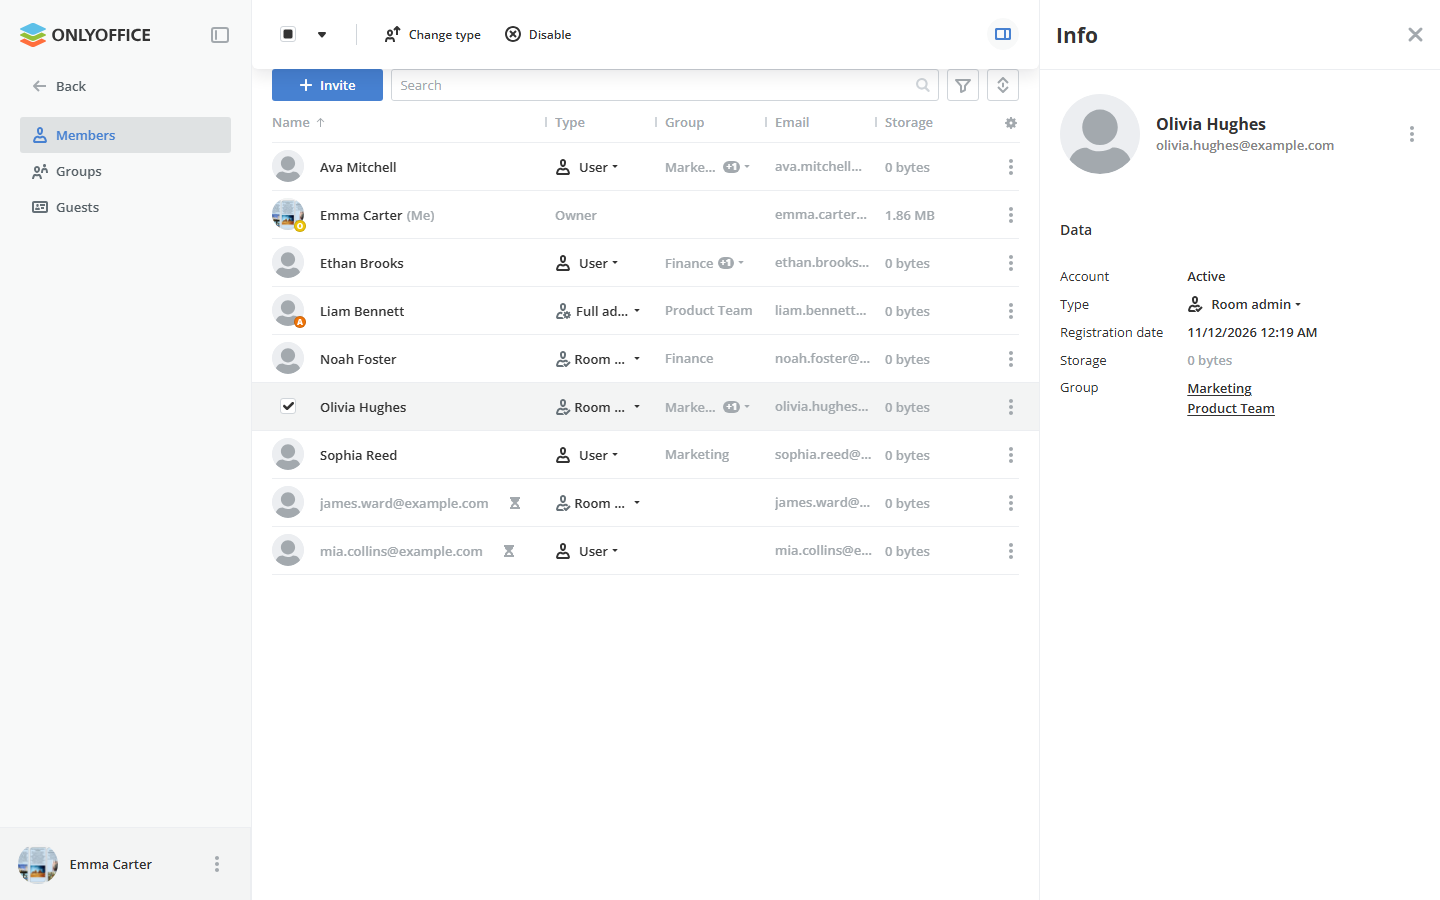 ONLYOFFICE
Back
Members
Groups
Guests
Emma Carter
Change type
Disable
Invite
Search
Name Type Group Email Storage
Ava Mitchell User Marke... +1 ava.mitchell... 0 bytes
Emma Carter (Me) Owner emma.carter... 1.86 MB
Ethan Brooks User Finance +1 ethan.brooks... 0 bytes
Liam Bennett Full ad... Product Team liam.bennett... 0 bytes
Noah Foster Room ... Finance noah.foster@... 0 bytes
Olivia Hughes Room ... Marke... +1 olivia.hughes... 0 bytes
Sophia Reed User Marketing sophia.reed@... 0 bytes
james.ward@example.com Room ... james.ward@... 0 bytes
mia.collins@example.com User mia.collins@e... 0 bytes
Info
Olivia Hughes
olivia.hughes@example.com
Data
Account Active
Type Room admin
Registration date 11/12/2026 12:19 AM
Storage 0 bytes
Group Marketing
Product Team